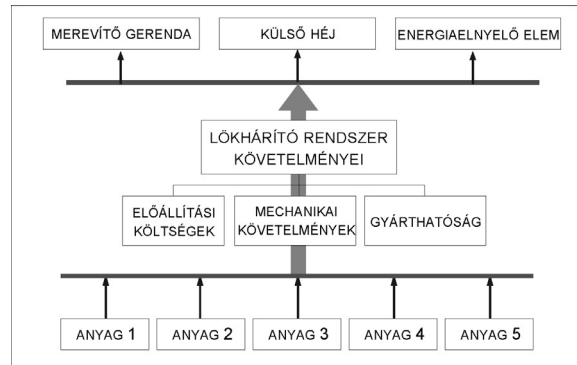 MEREVÍTŐ GERENDA
KÜLSŐ HÉJ
ENERGIAELNYELŐ ELEM
LÖKHÁRÍTÓ RENDSZER
KÖVETELMÉNYEI
ELŐÁLLÍTÁSI
KÖLTSÉGEK
MECHANIKAI
KÖVETELMÉNYEK
GYÁRTHATÓSÁG
ANYAG 1
ANYAG 2
ANYAG 3
ANYAG 4
ANYAG 5